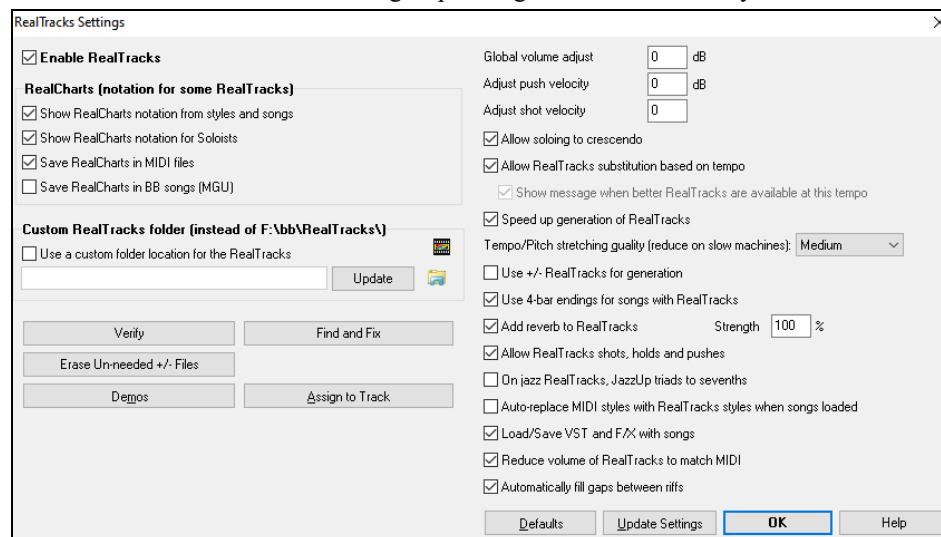 RealTracks Settings
Enable RealTracks
RealCharts (notation for some RealTracks)
Show RealCharts notation from styles and songs
Show RealCharts notation for Soloists
Save RealCharts in MIDI files
Save RealCharts in BB songs (MGU)
Custom RealTracks folder (instead of F:\bb\RealTracks\)
Use a custom folder location for the RealTracks
Update
Verify
Find and Fix
Erase Un-needed +/- Files
Demos
Assign to Track
Global volume adjust 0 dB
Adjust push velocity 0 dB
Adjust shot velocity 0
Allow soloing to crescendo
Allow RealTracks substitution based on tempo
Show message when better RealTracks are available at this tempo
Speed up generation of RealTracks
Tempo/Pitch stretching quality (reduce on slow machines): Medium
Use +/- RealTracks for generation
Use 4-bar endings for songs with RealTracks
Add reverb to RealTracks Strength 100 %
Allow RealTracks shots, holds and pushes
On jazz RealTracks, JazzUp triads to sevenths
Auto-replace MIDI styles with RealTracks styles when songs loaded
Load/Save VST and F/X with songs
Reduce volume of RealTracks to match MIDI
Automatically fill gaps between riffs
Defaults
Update Settings
OK
Help